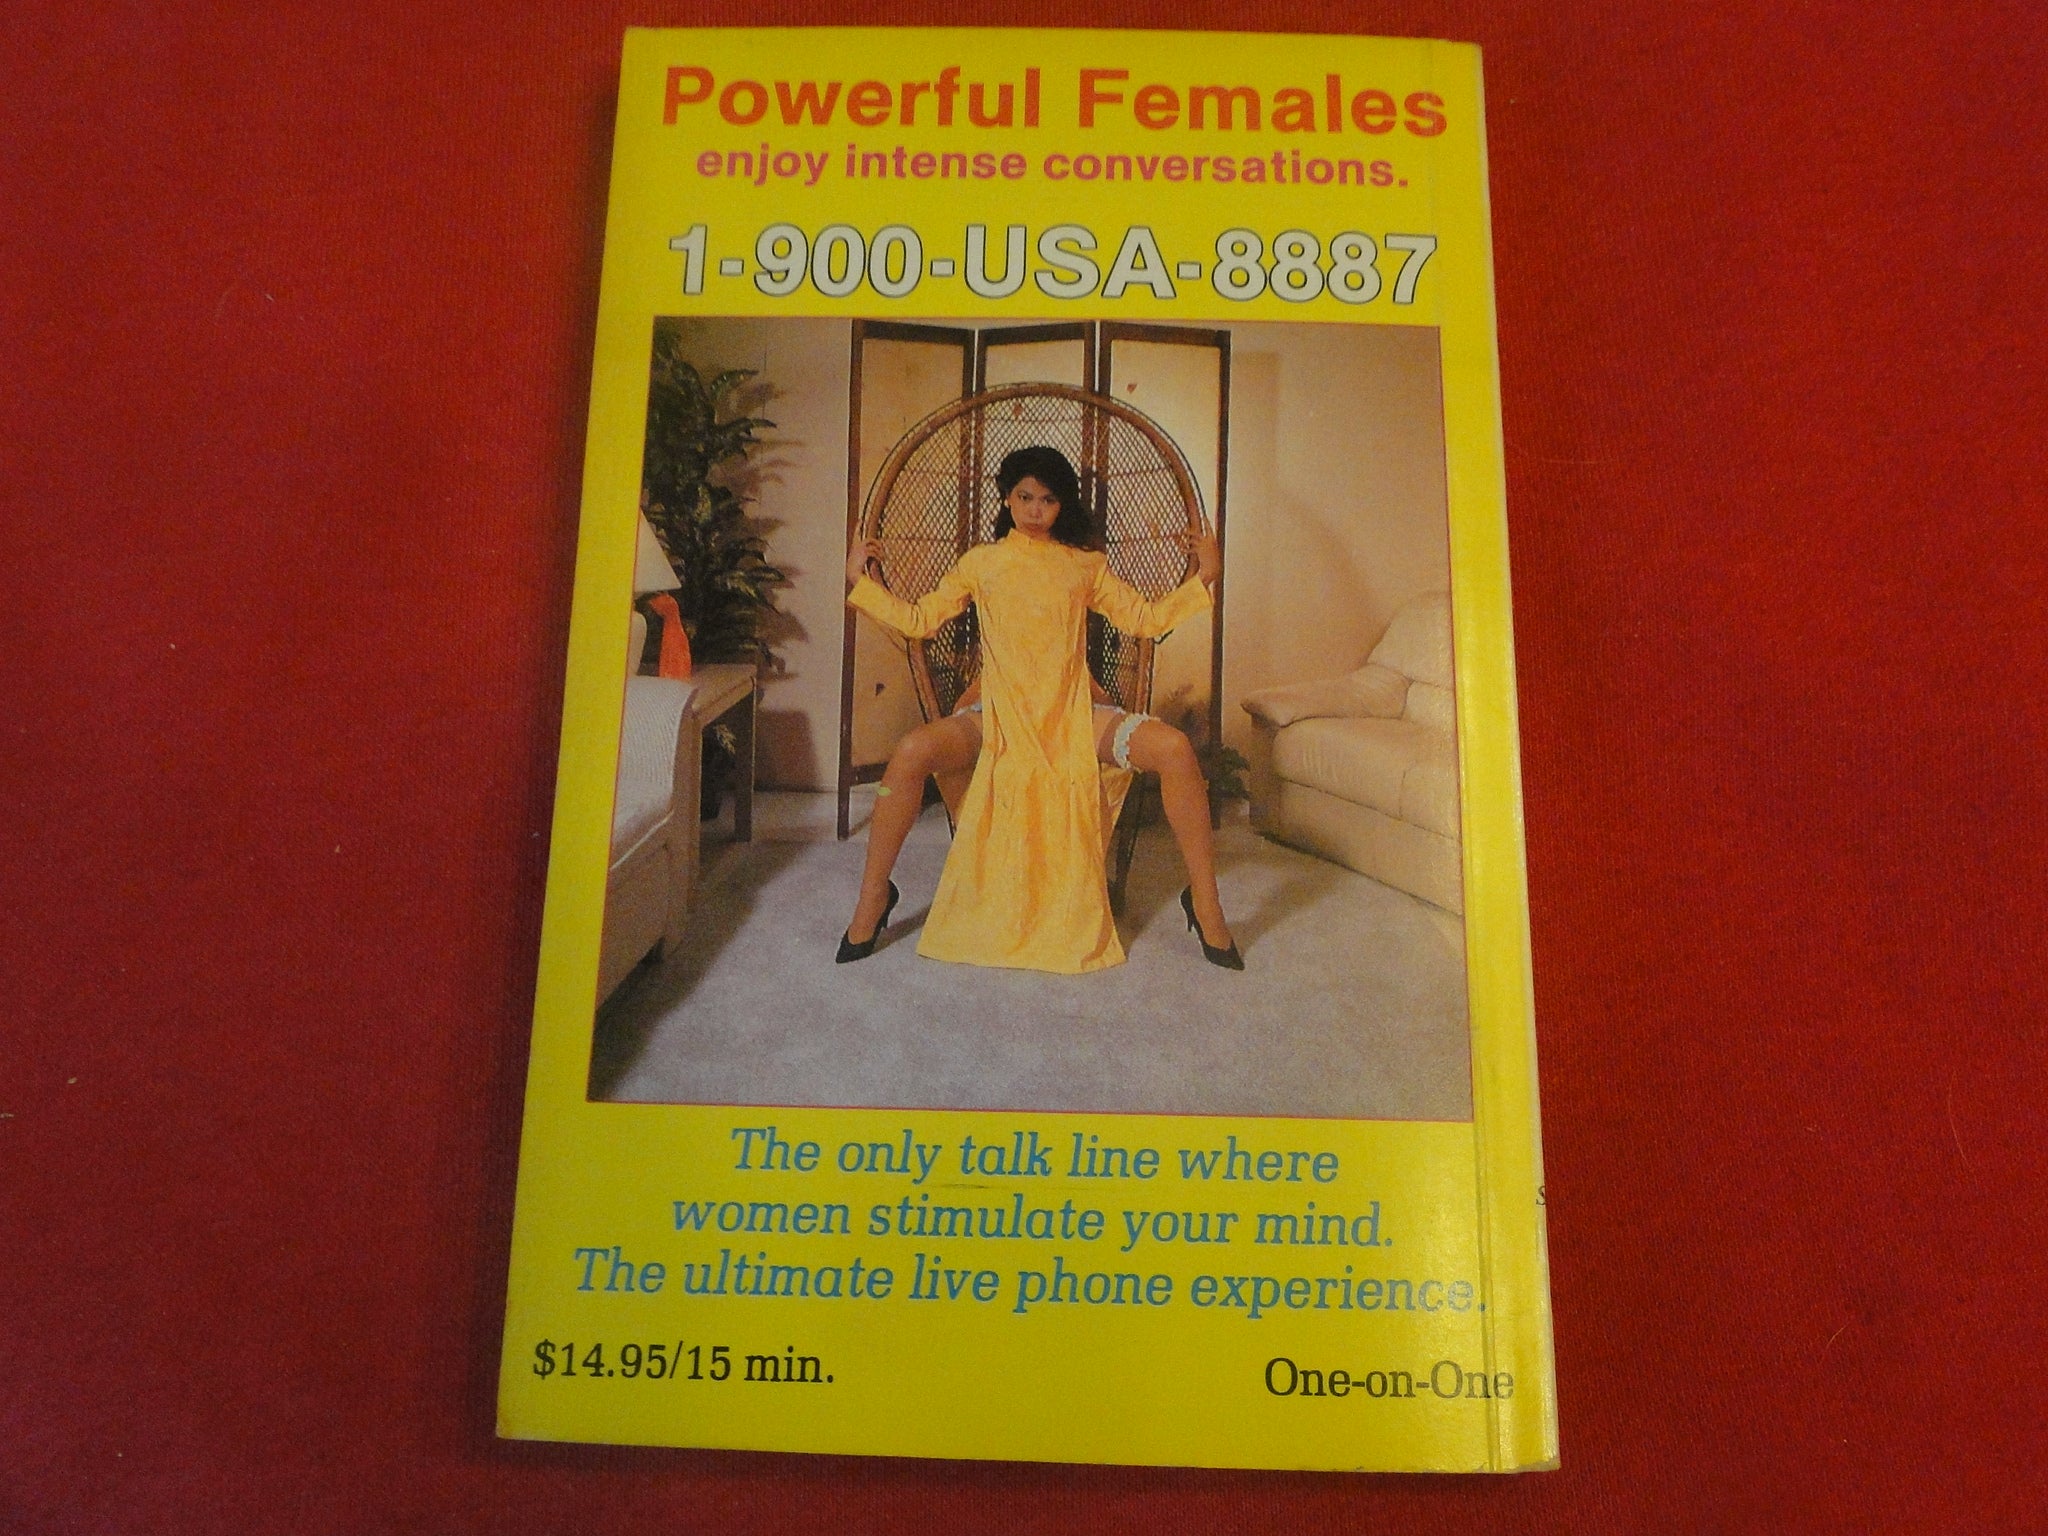 Powerful Females
enjoy intense conversations.
1-900-USA-8887
The only talk line where
women stimulate your mind.
The ultimate live phone experience.
$14.95/15 min.
One-on-One